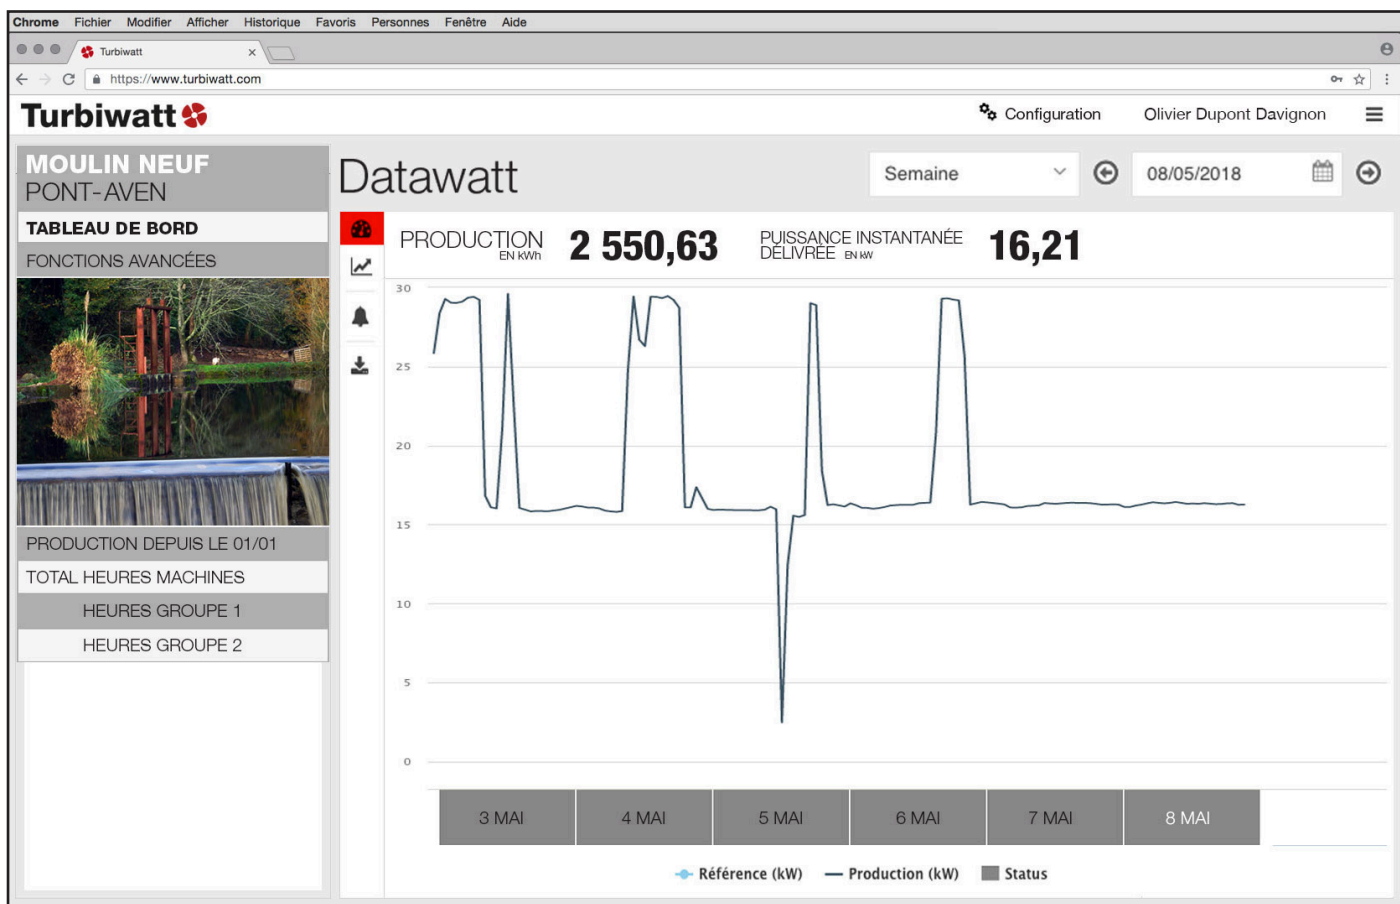 Chrome Fichier Modifier Afficher Historique Favoris Personnes Fenêtre Aide
Turbiwatt
https://www.turbiwatt.com
Turbiwatt
Configuration
Olivier Dupont Davignon
MOULIN NEUF
PONT-AVEN
TABLEAU DE BORD
FONCTIONS AVANCÉES
PRODUCTION DEPUIS LE 01/01
TOTAL HEURES MACHINES
HEURES GROUPE 1
HEURES GROUPE 2
Datawatt
Semaine
08/05/2018
PRODUCTION
EN KWh
2 550,63
PUISSANCE INSTANTANÉE
DÉLIVRÉE EN KW
16,21
30
25
20
15
10
5
0
3 MAI 4 MAI 5 MAI 6 MAI 7 MAI 8 MAI
Référence (kW) Production (kW) Status